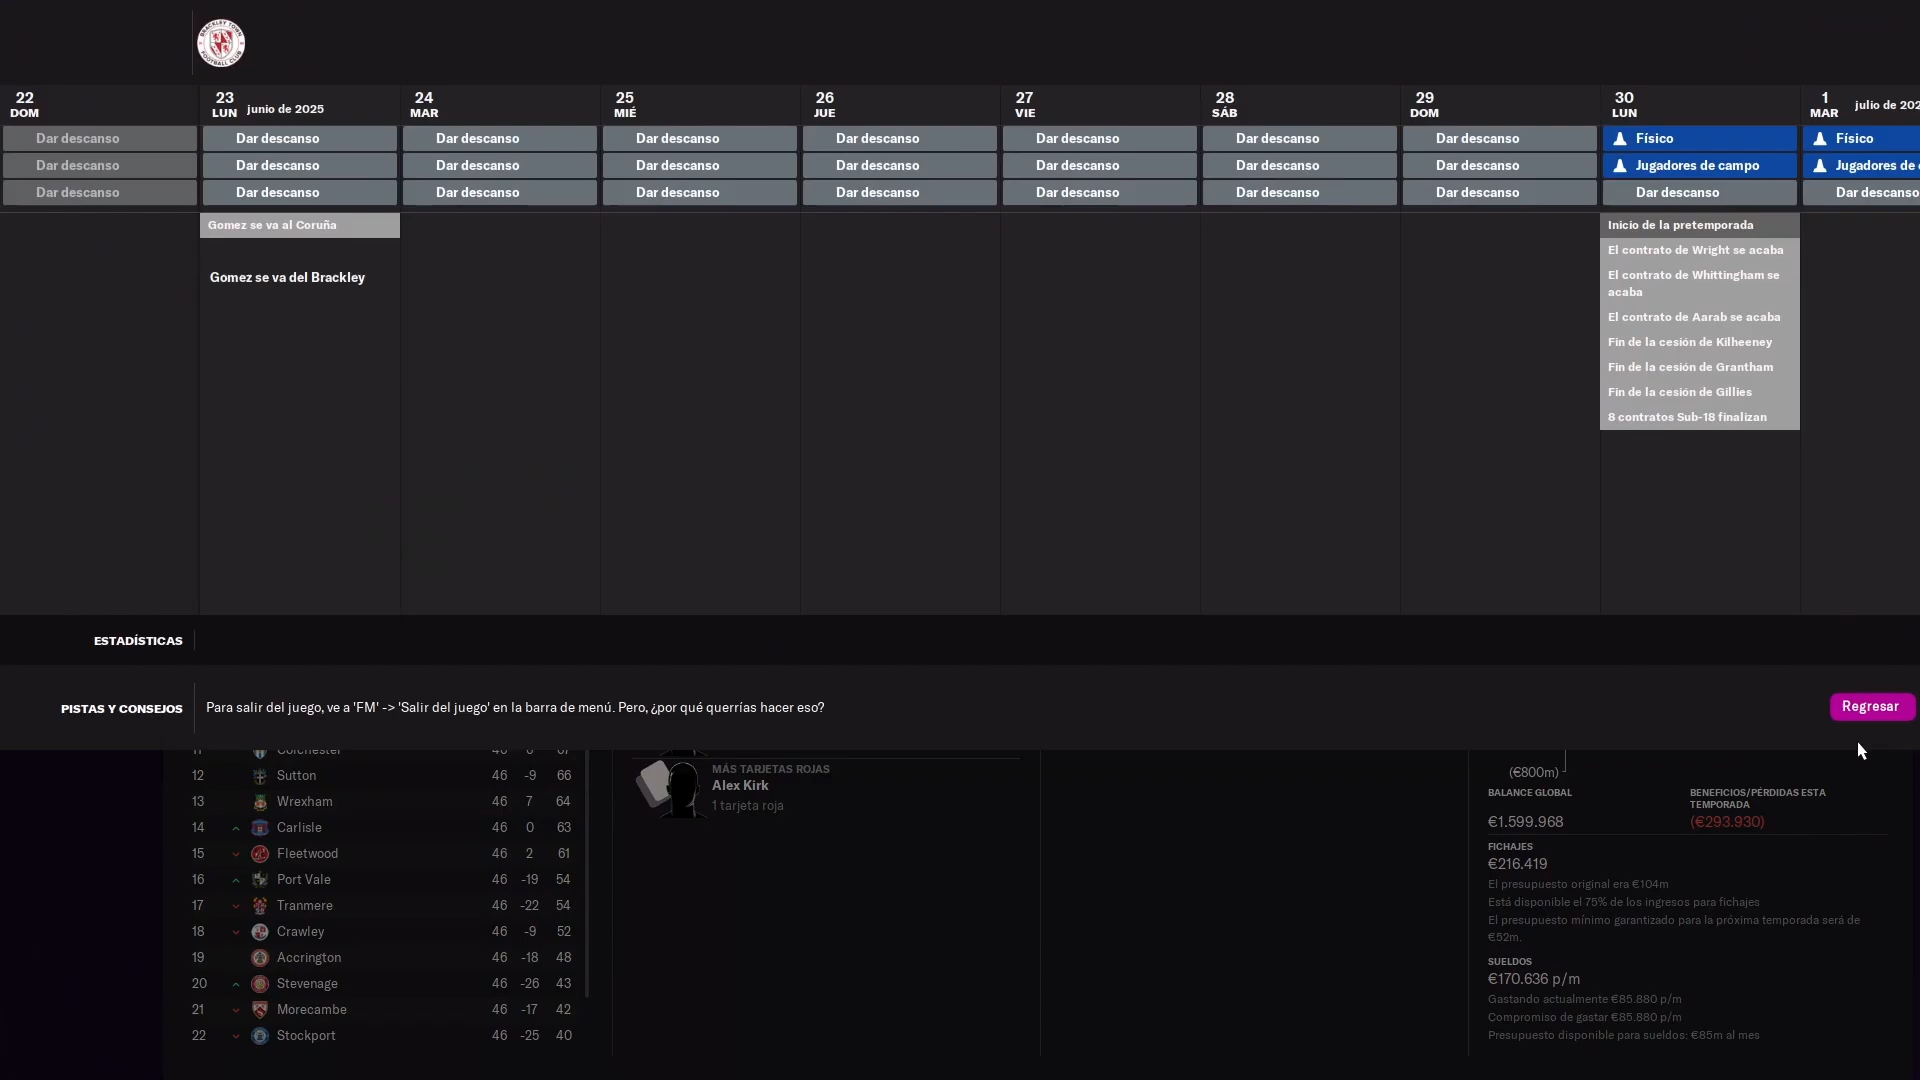 22
DOM
23
LUN junio de 2025
24
MAR
25
MIÉ
26
JUE
27
VIE
28
SÁB
29
DOM
30
LUN
1
MAR julio de 202
Dar descanso Dar descanso Dar descanso Dar descanso Dar descanso Dar descanso Dar descanso Dar descanso Físico Físico
Dar descanso Dar descanso Dar descanso Dar descanso Dar descanso Dar descanso Dar descanso Dar descanso Jugadores de campo Jugadores de
Dar descanso Dar descanso Dar descanso Dar descanso Dar descanso Dar descanso Dar descanso Dar descanso Dar descanso Dar descanso
Gomez se va al Coruña
Gomez se va del Brackley
Inicio de la pretemporada
El contrato de Wright se acaba
El contrato de Whittingham se
acaba
El contrato de Aarab se acaba
Fin de la cesión de Kilheeney
Fin de la cesión de Grantham
Fin de la cesión de Gillies
8 contratos Sub-18 finalizan
ESTADÍSTICAS
PISTAS Y CONSEJOS
Para salir del juego, ve a 'FM' -> 'Salir del juego' en la barra de menú. Pero, ¿por qué querrías hacer eso?
Regresar
12 Sutton 46 -9 66
13 Wrexham 46 7 64
14 Carlisle 46 0 63
15 Fleetwood 46 2 61
16 Port Vale 46 -19 54
17 Tranmere 46 -22 54
18 Crawley 46 -9 52
19 Accrington 46 -18 48
20 Stevenage 46 -26 43
21 Morecambe 46 -17 42
22 Stockport 46 -25 40
MÁS TARJETAS ROJAS
Alex Kirk
1 tarjeta roja
(€800m)
BALANCE GLOBAL
€1.599.968
BENEFICIOS/PÉRDIDAS ESTA
TEMPORADA
(€293.930)
FICHAJES
€216.419
El presupuesto original era €104m
Está disponible el 75% de los ingresos para fichajes
El presupuesto mínimo garantizado para la próxima temporada será de
€52m.
SUELDOS
€170.636 p/m
Gastando actualmente €85.880 p/m
Compromiso de gastar €85.880 p/m
Presupuesto disponible para sueldos: €85m al mes